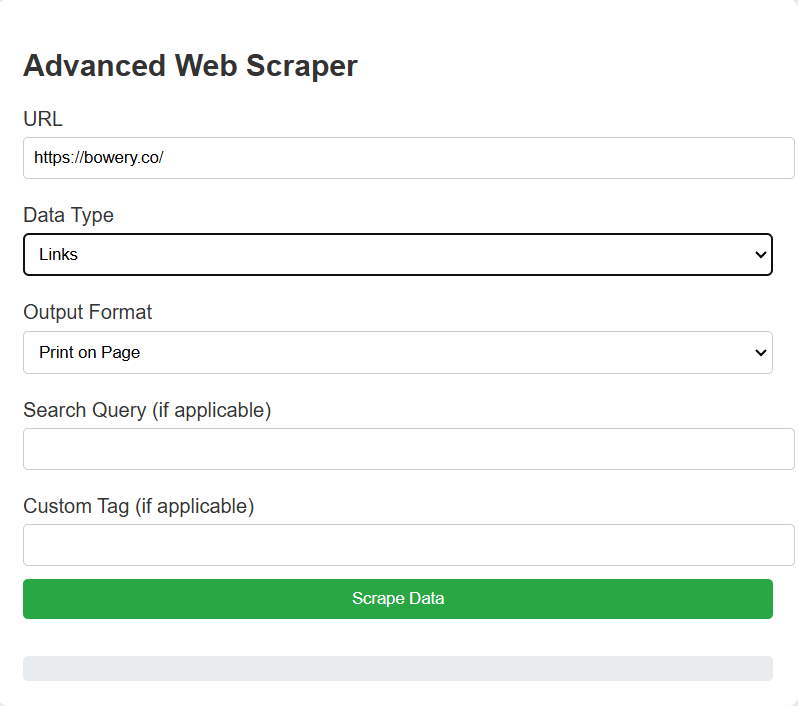 Advanced Web Scraper
URL
https://bowery.co/
Data Type
Links
Output Format
Print on Page
Search Query (if applicable)
Custom Tag (if applicable)
Scrape Data